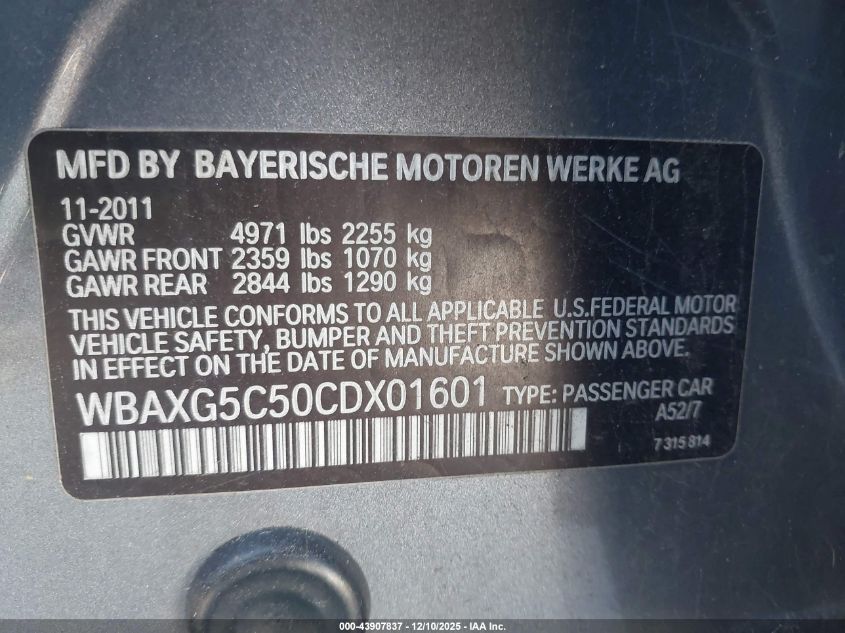 MFD BY BAYERISCHE MOTOREN WERKE AG
11-2011
GVWR 4971 lbs 2255 kg
GAWR FRONT 2359 lbs 1070 kg
GAWR REAR 2844 lbs 1290 kg
THIS VEHICLE CONFORMS TO ALL APPLICABLE U.S.FEDERAL MOTOR
VEHICLE SAFETY, BUMPER AND THEFT PREVENTION STANDARDS
IN EFFECT ON THE DATE OF MANUFACTURE SHOWN ABOVE.
WBAXG5C50CDX01601 TYPE: PASSENGER CAR
A52/7
7 315 814
000-43907837 - 12/10/2025 - IAA Inc.